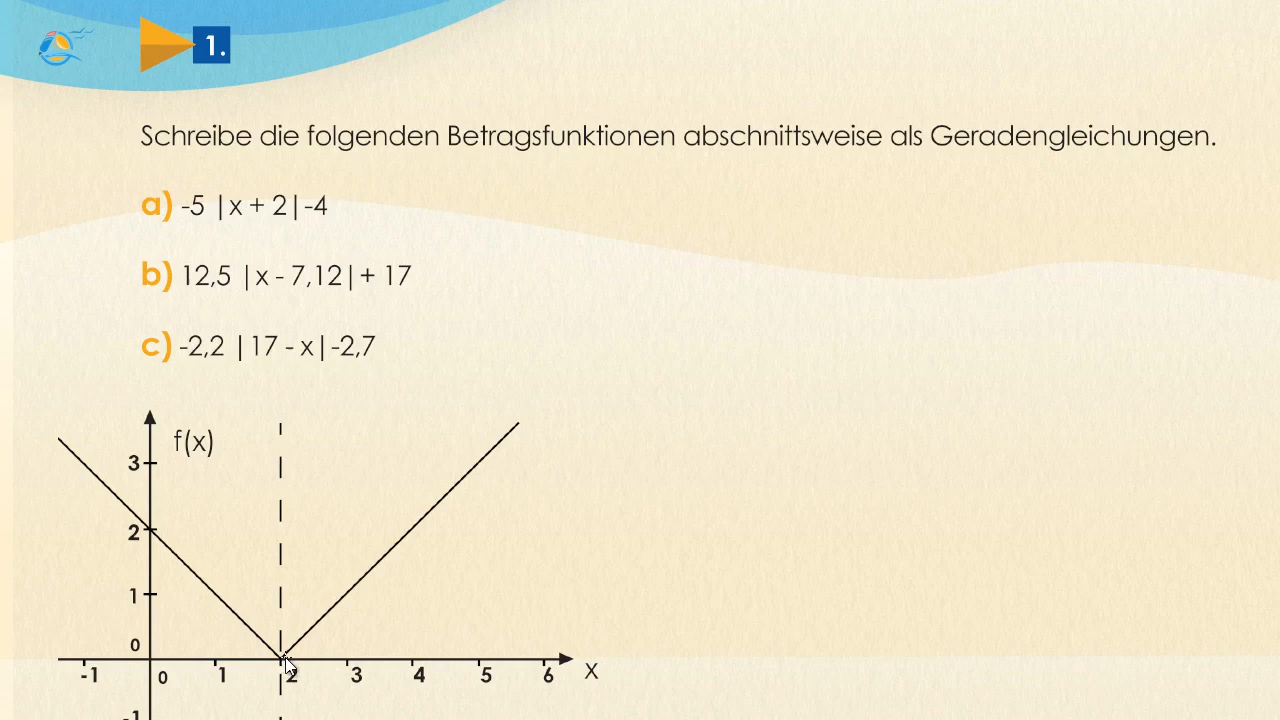 1.
Schreibe die folgenden Betragsfunktionen abschnittsweise als Geradengleichungen.
a) -5 |x + 2|-4
b) 12,5 |x - 7,12|+ 17
c) -2,2 |17 - x|-2,7
f(x)
3
2
1
0
-1 0 1 2 3 4 5 6 x
-1